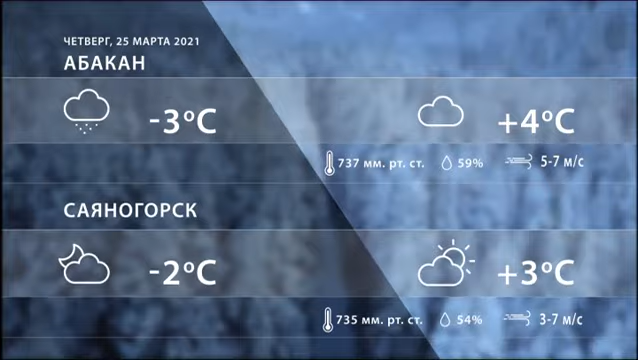 ЧЕТВЕРГ, 25 МАРТА 2021
АБАКАН
-3°C +4°C
737 мм. рт. ст. 59% 5-7 м/с
САЯНОГОРСК
-2°C +3°C
735 мм. рт. ст. 54% 3-7 м/с